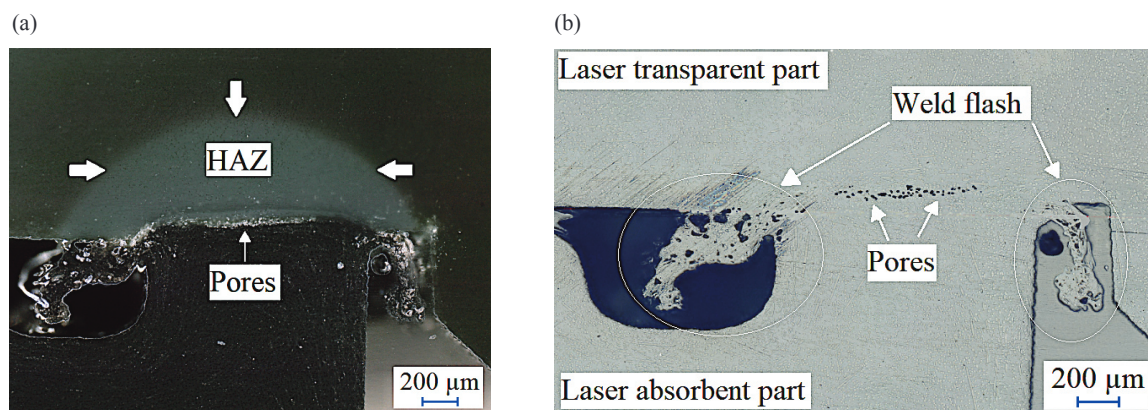 (a)
HAZ
Pores
200 µm
(b)
Laser transparent part
Weld flash
Pores
Laser absorbent part
200 µm